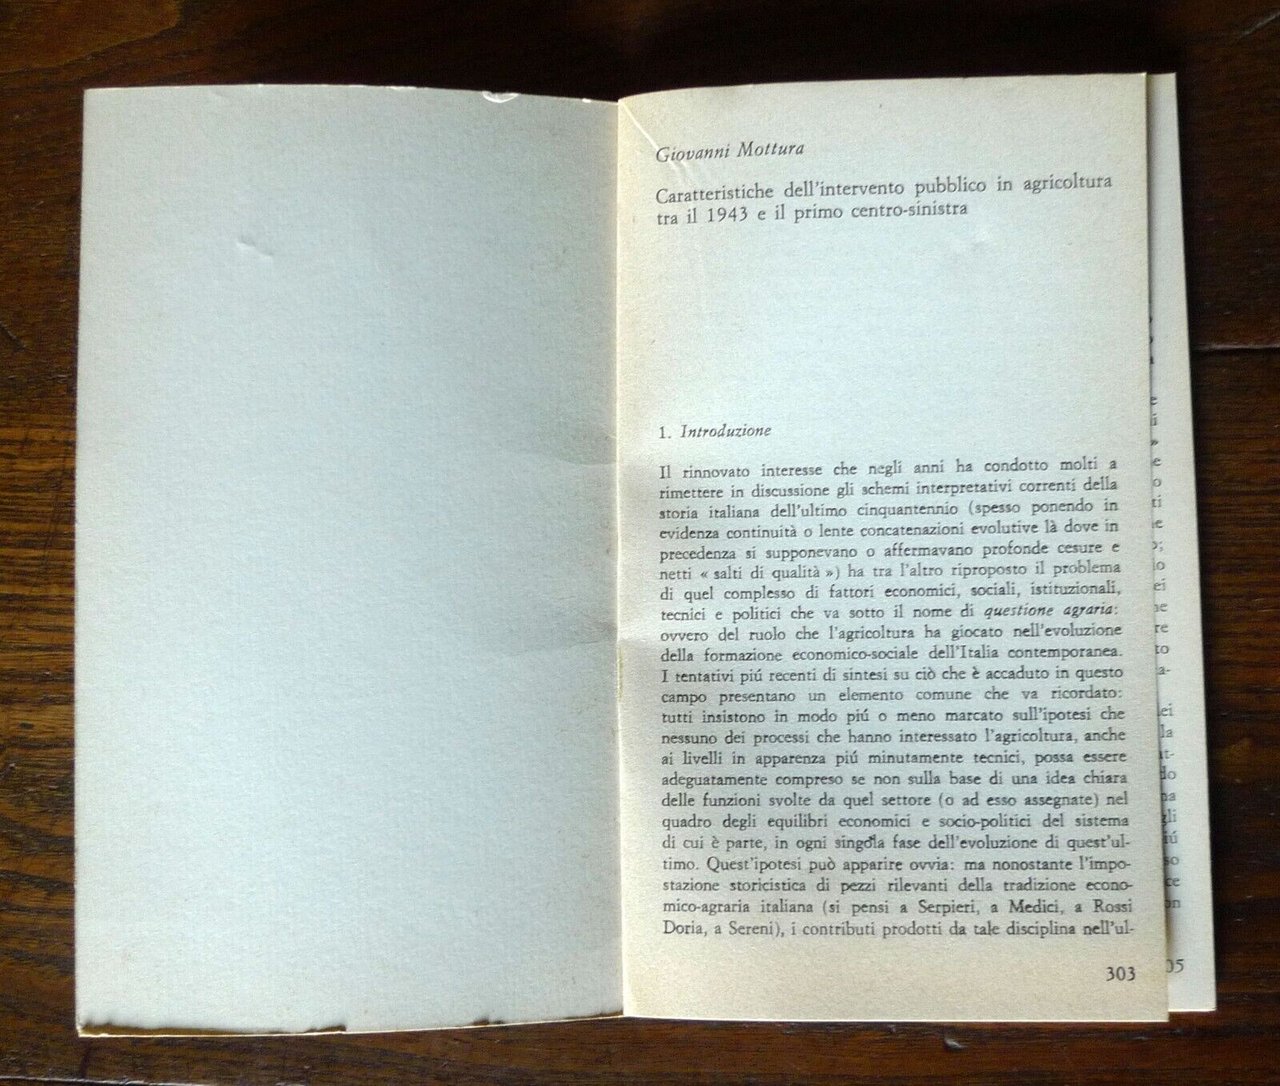 Giovanni Mottura
Caratteristiche dell'intervento pubblico in agricoltura
tra il 1943 e il primo centro-sinistra
1. Introduzione
Il rinnovato interesse che negli anni ha condotto molti a
rimettere in discussione gli schemi interpretativi correnti della
storia italiana dell'ultimo cinquantennio (spesso ponendo in
evidenza continuità o lente concatenazioni evolutive là dove in
precedenza si supponevano o affermavano profonde cesure e
netti « salti di qualità ») ha tra l'altro riproposto il problema
di quel complesso di fattori economici, sociali, istituzionali,
tecnici e politici che va sotto il nome di questione agraria:
ovvero del ruolo che l'agricoltura ha giocato nell'evoluzione
della formazione economico-sociale dell'Italia contemporanea.
I tentativi piú recenti di sintesi su ciò che è accaduto in questo
campo presentano un elemento comune che va ricordato:
tutti insistono in modo piú o meno marcato sull'ipotesi che
nessuno dei processi che hanno interessato l'agricoltura, anche
ai livelli in apparenza piú minutamente tecnici, possa essere
adeguatamente compreso se non sulla base di una idea chiara
delle funzioni svolte da quel settore (o ad esso assegnate) nel
quadro degli equilibri economici e socio-politici del sistema
di cui è parte, in ogni singola fase dell'evoluzione di quest'ul-
timo. Quest'ipotesi può apparire ovvia: ma nonostante l'impo-
stazione storicistica di pezzi rilevanti della tradizione econo-
mico-agraria italiana (si pensi a Serpieri, a Medici, a Rossi
Doria, a Sereni), i contributi prodotti da tale disciplina nell'ul-
303